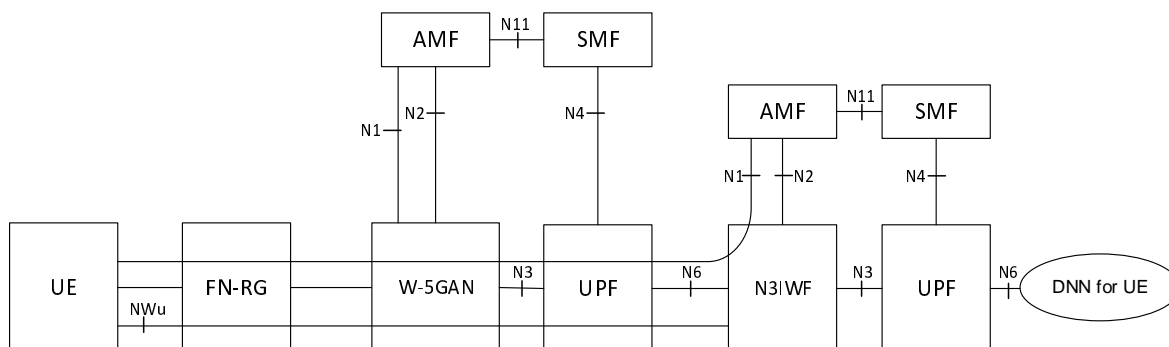 N11
AMF
SMF
N11
N2
N4
AMF
SMF
N1
N1
N2
N4
N3
N6
N3
N6
UE
FN-RG
W-5GAN
UPF
N3IWF
UPF
DNN for UE
NWu